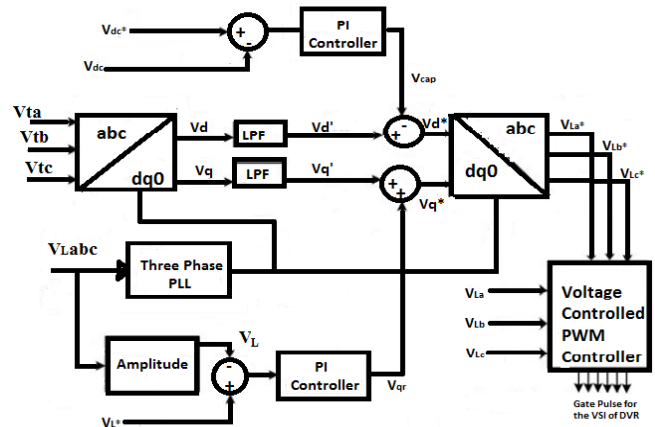 Vdc*
+
-
PI
Controller
Vdc
Vcap
Vta
Vtb
Vtc
abc
dq0
Vd
LPF
Vd'
-
+
Vd*
Vq
LPF
Vq'
+
+
Vq*
abc
dq0
VLa*
VLb*
VLc*
VLabc
Three Phase
PLL
VLa
VLb
VLc
Voltage
Controlled
PWM
Controller
Amplitude
VL
-
+
PI
Controller
Vqr
VL*
Gate Pulse for
the VSI of DVR